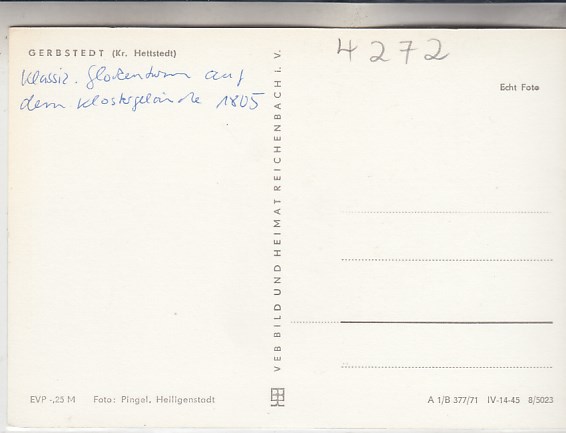 GERBSTEDT (Kr. Hettstedt)
Klassiz. Glockenturm auf
dem Klostergelände 1805
4272
Echt Foto
VEB BILD UND HEIMAT REICHENBACH i. V.
EVP -,25 M Foto: Pingel, Heiligenstadt
A 1/B 377/71 IV-14-45 8/5023